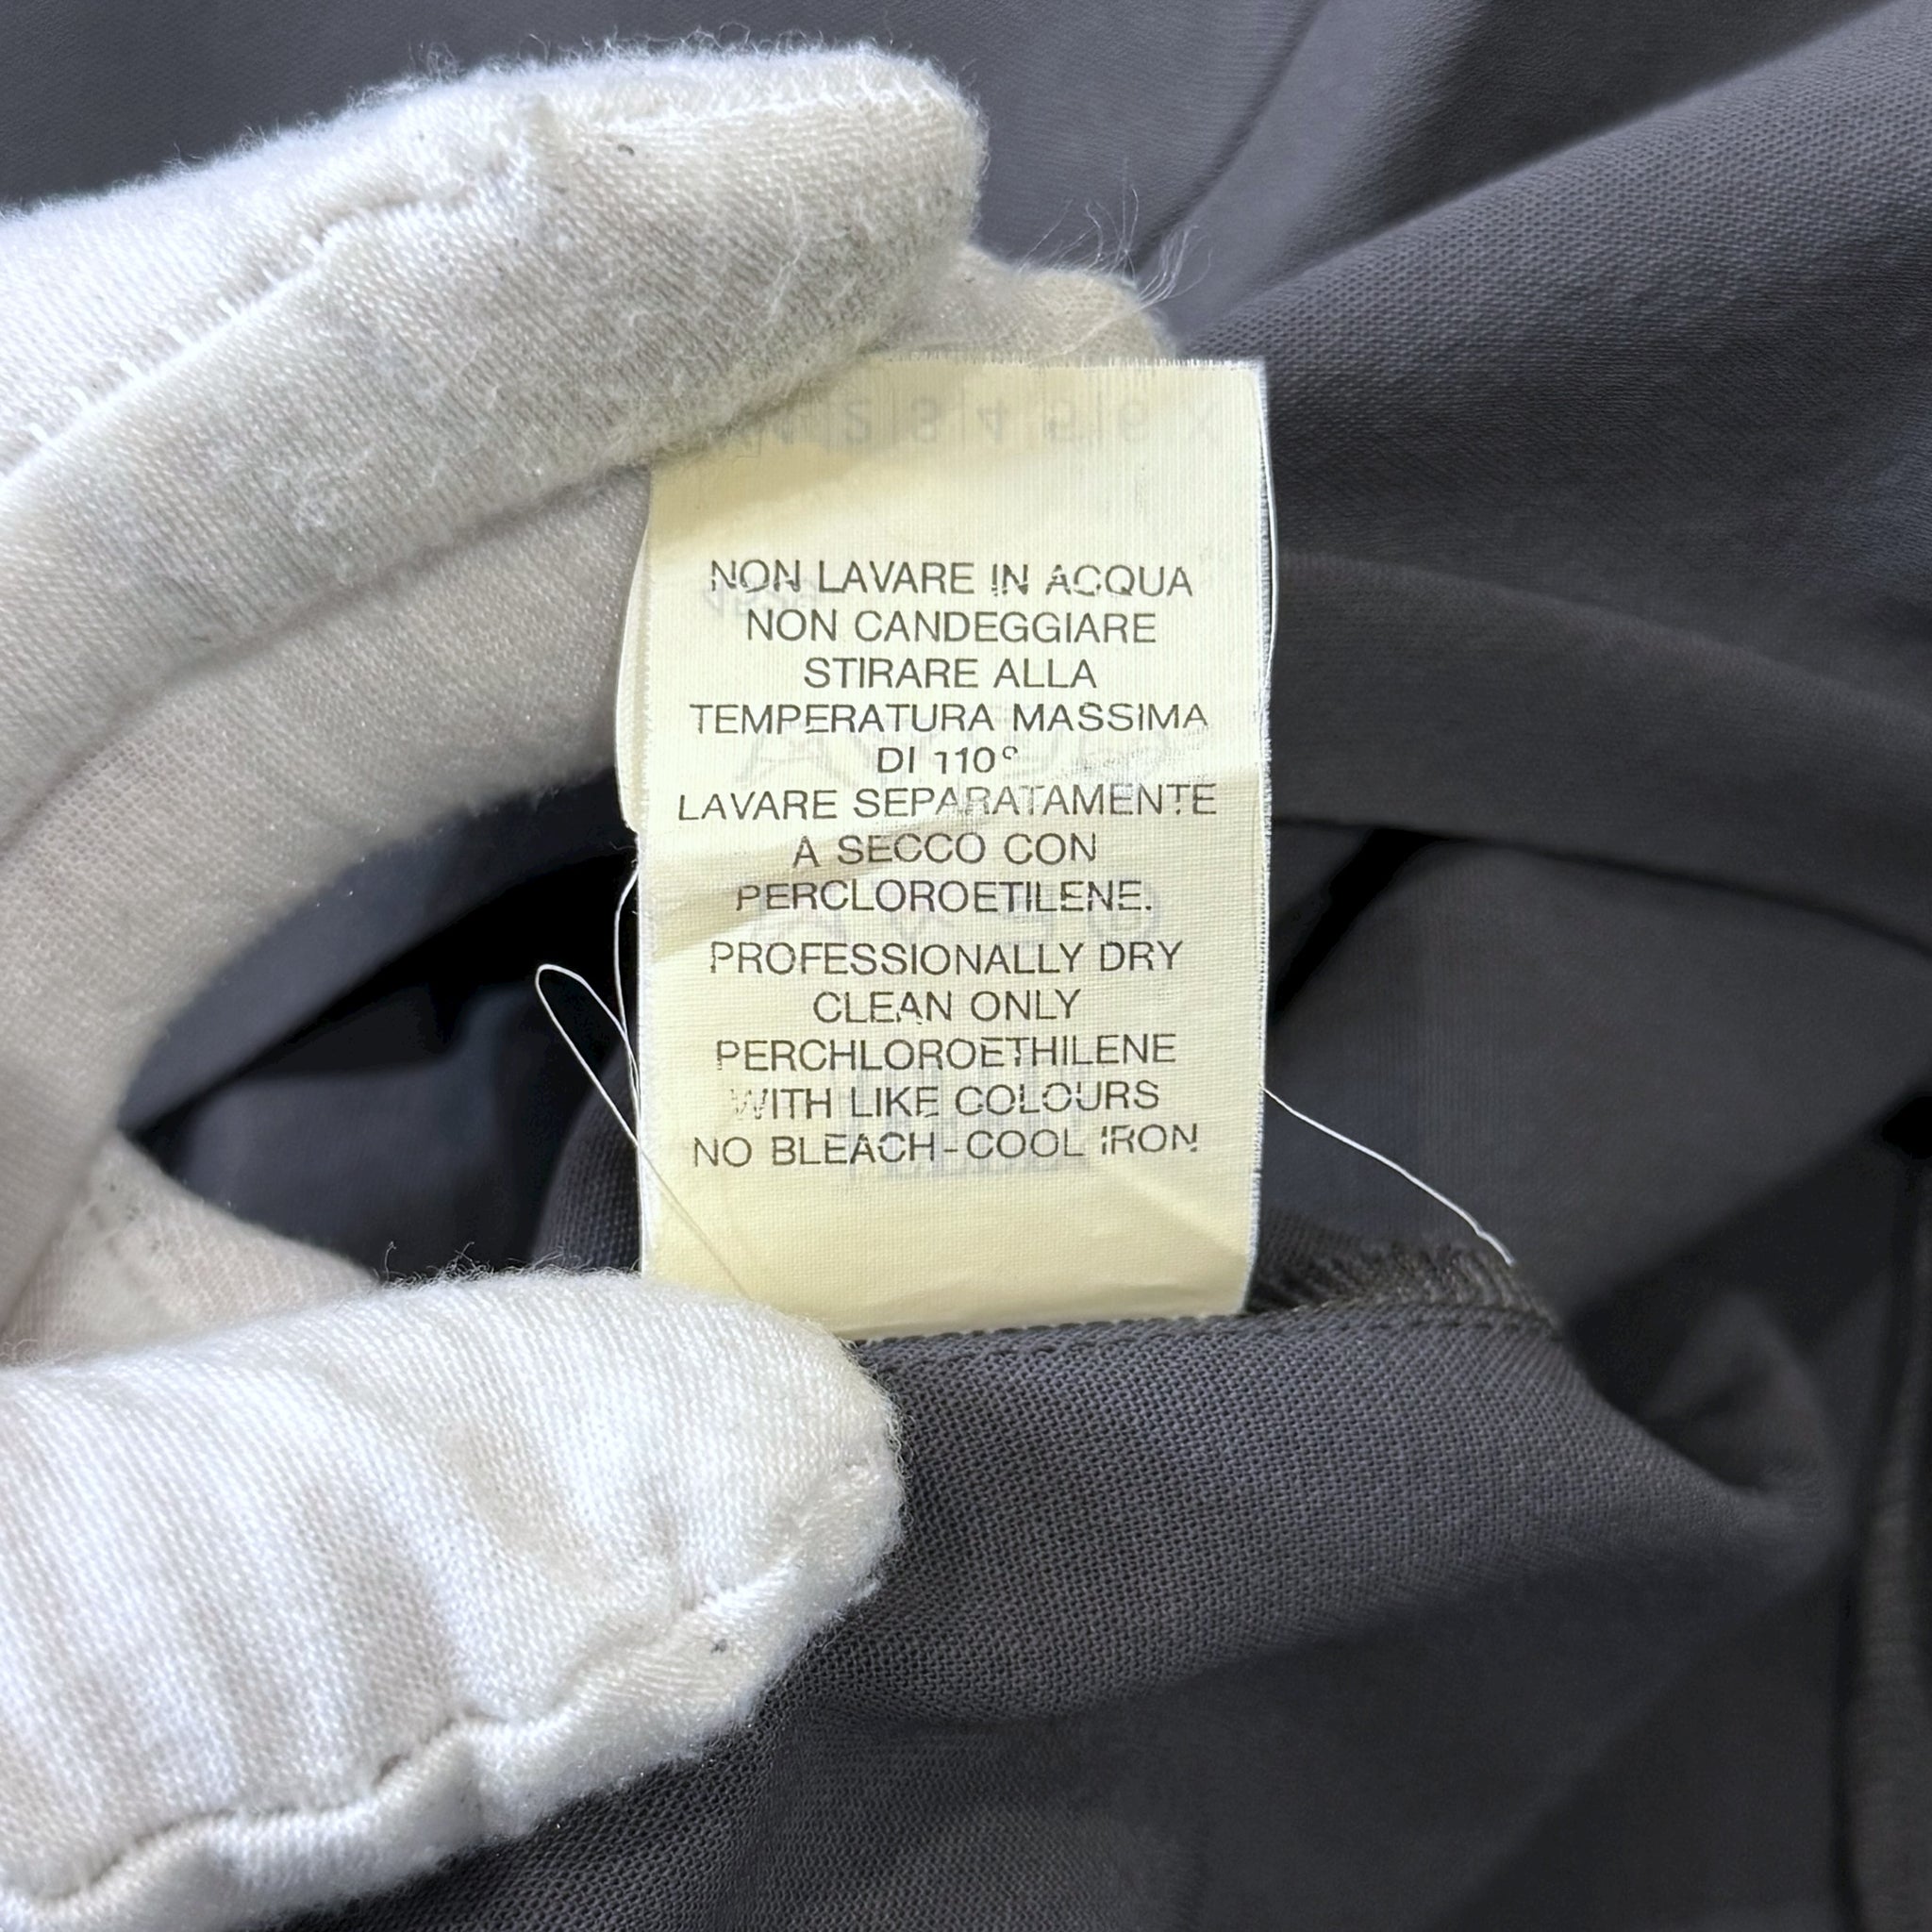 NON LAVARE IN ACQUA
NON CANDEGGIARE
STIRARE ALLA
TEMPERATURA MASSIMA
DI 110°
LAVARE SEPARATAMENTE
A SECCO CON
PERCLOROETILENE.
PROFESSIONALLY DRY
CLEAN ONLY
PERCHLOROETHILENE
WITH LIKE COLOURS
NO BLEACH-COOL IRON